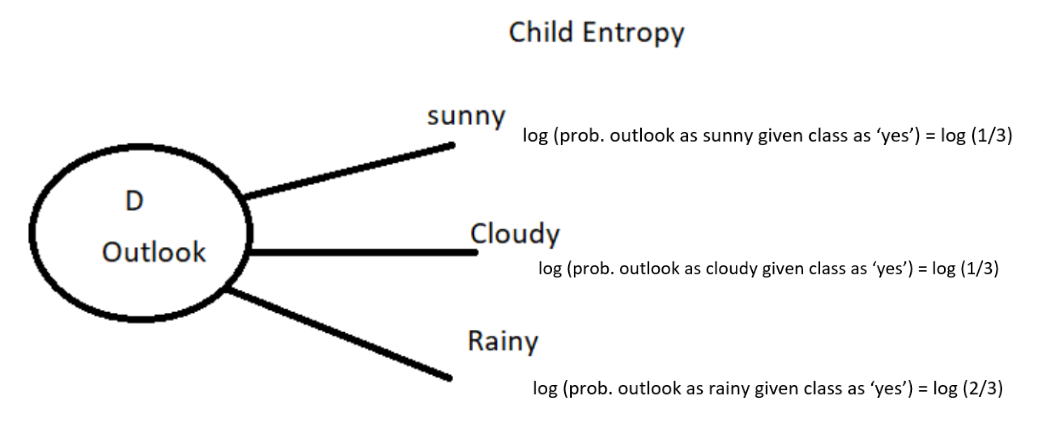 Child Entropy
sunny
log (prob. outlook as sunny given class as ‘yes’) = log (1/3)
D
Outlook
Cloudy
log (prob. outlook as cloudy given class as ‘yes’) = log (1/3)
Rainy
log (prob. outlook as rainy given class as ‘yes’) = log (2/3)